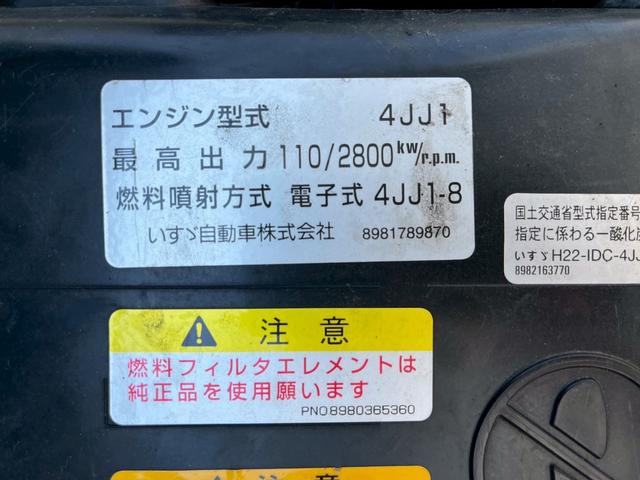 エンジン型式 4JJ1
最高出力 110/2800 kw/r.p.m.
燃料噴射方式 電子式 4JJ1-8
いすゞ自動車株式会社 8981789870
国土交通省型式指定番号
指定に係わる一酸化炭
いすゞH22-IDC-4JJ
8982163770
注意
燃料フィルタエレメントは
純正品を使用願います
PNO8980365360
注意